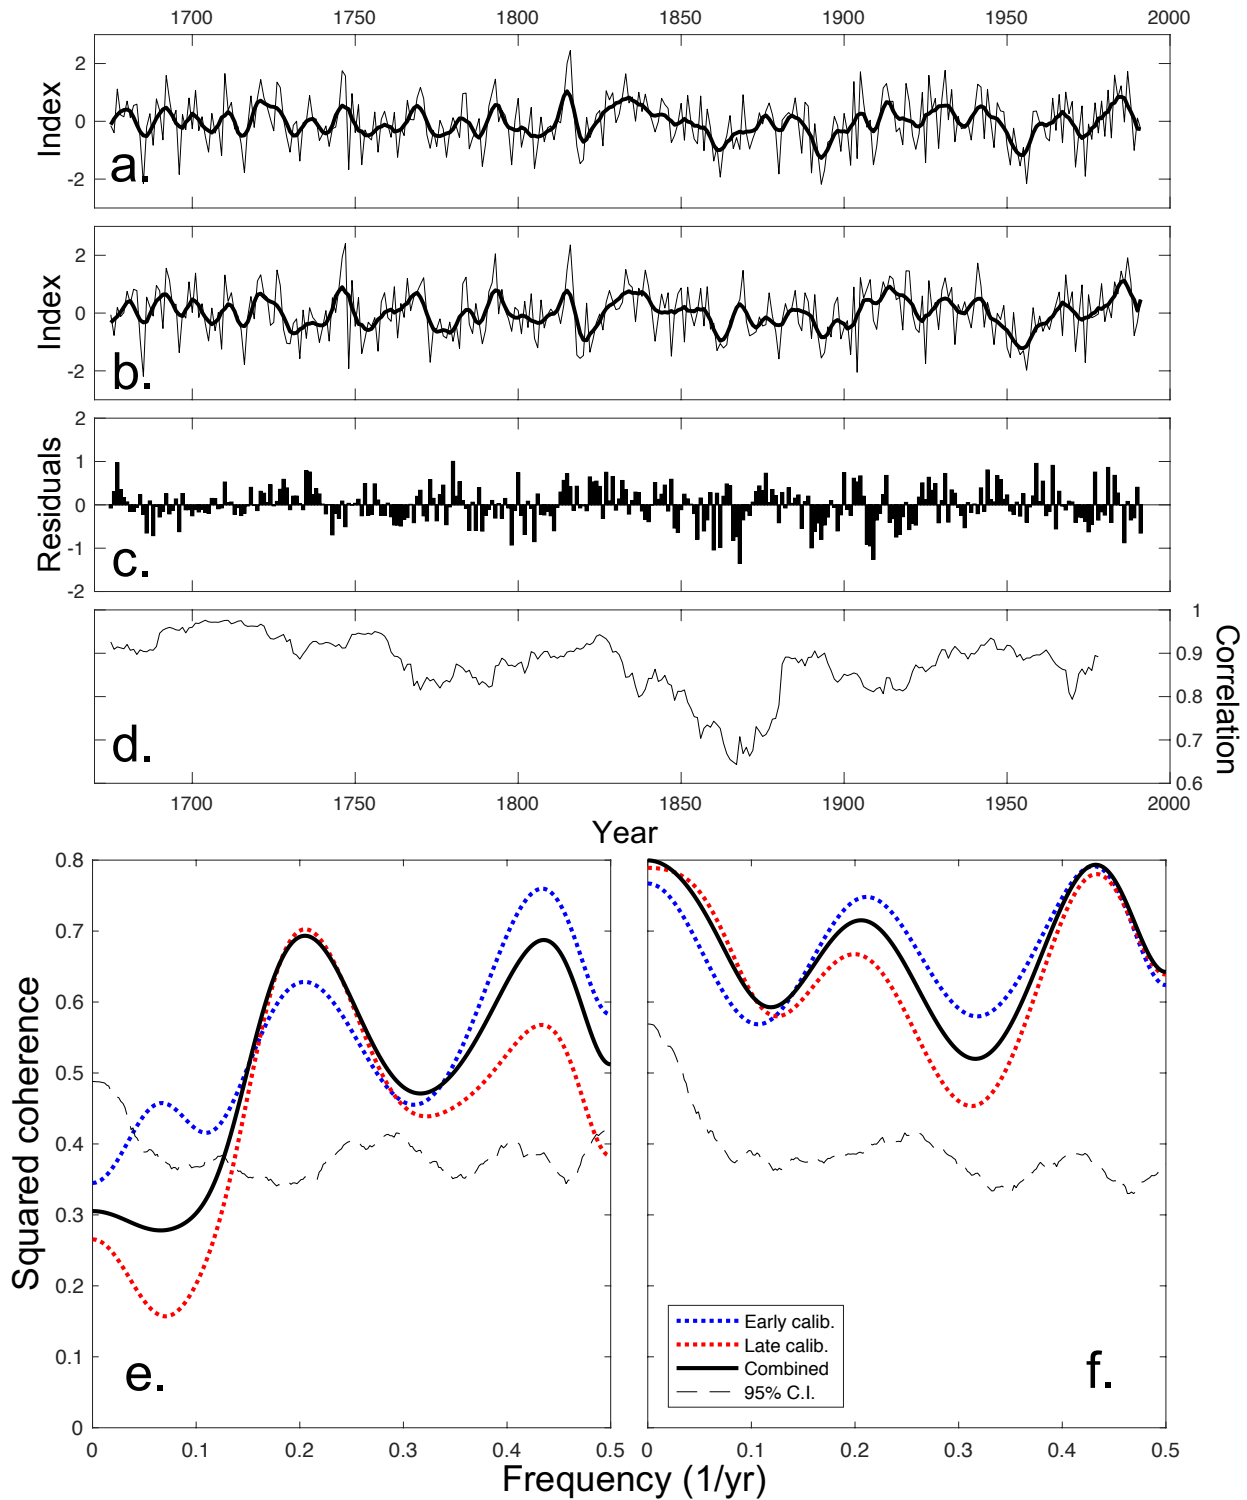 1700 1750 1800 1850 1900 1950 2000
2
0
-2
Index
a.
2
0
-2
Index
b.
2
1
0
-1
-2
Residuals
c.
1
0.9
0.8
0.7
0.6
Correlation
d.
1700 1750 1800 1850 1900 1950 2000
Year
0.8
0.7
0.6
0.5
0.4
0.3
0.2
0.1
0
Squared coherence
e.
0 0.1 0.2 0.3 0.4 0.5
Early calib.
Late calib.
Combined
95% C.I.
f.
0 0.1 0.2 0.3 0.4 0.5
Frequency (1/yr)